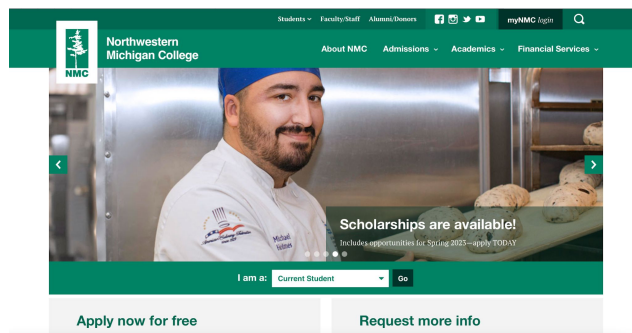 Students Faculty/Staff Alumni/Donors myNMC login
NMC
Northwestern
Michigan College
About NMC Admissions Academics Financial Services
Michael
Scholarships are available!
Includes opportunities for Spring 2023—apply TODAY
I am a: Current Student Go
Apply now for free Request more info